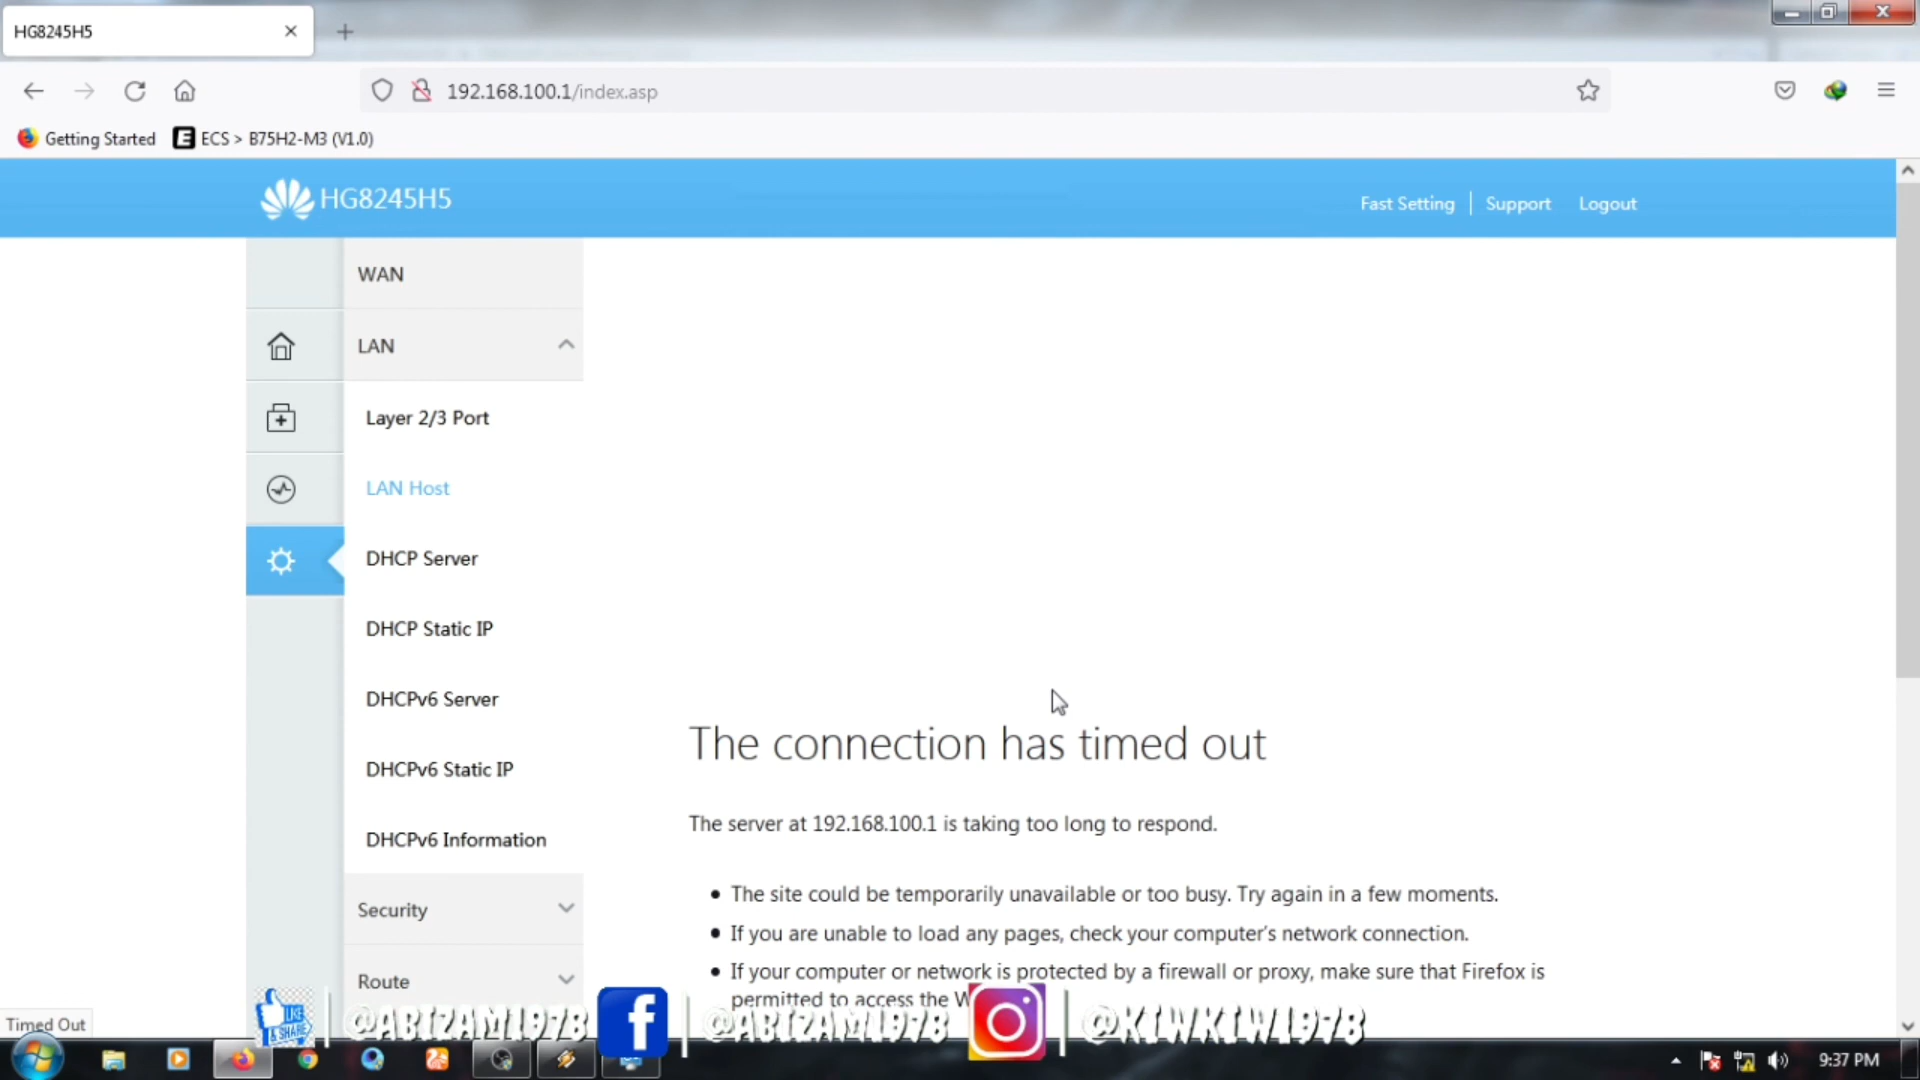 HG8245H5
192.168.100.1/index.asp
Getting Started
ECS > B75H2-M3 (V1.0)
HG8245H5
Fast Setting
Support
Logout
WAN
LAN
Layer 2/3 Port
LAN Host
DHCP Server
DHCP Static IP
DHCPv6 Server
DHCPv6 Static IP
DHCPv6 Information
Security
Route
The connection has timed out
The server at 192.168.100.1 is taking too long to respond.
The site could be temporarily unavailable or too busy. Try again in a few moments.
If you are unable to load any pages, check your computer's network connection.
If your computer or network is protected by a firewall or proxy, make sure that Firefox is
permitted to access the
Timed Out
LIKE
& SHARE
@ABIZAM1978
@ABIZAM1978
@KIWKIW1978
9:37 PM